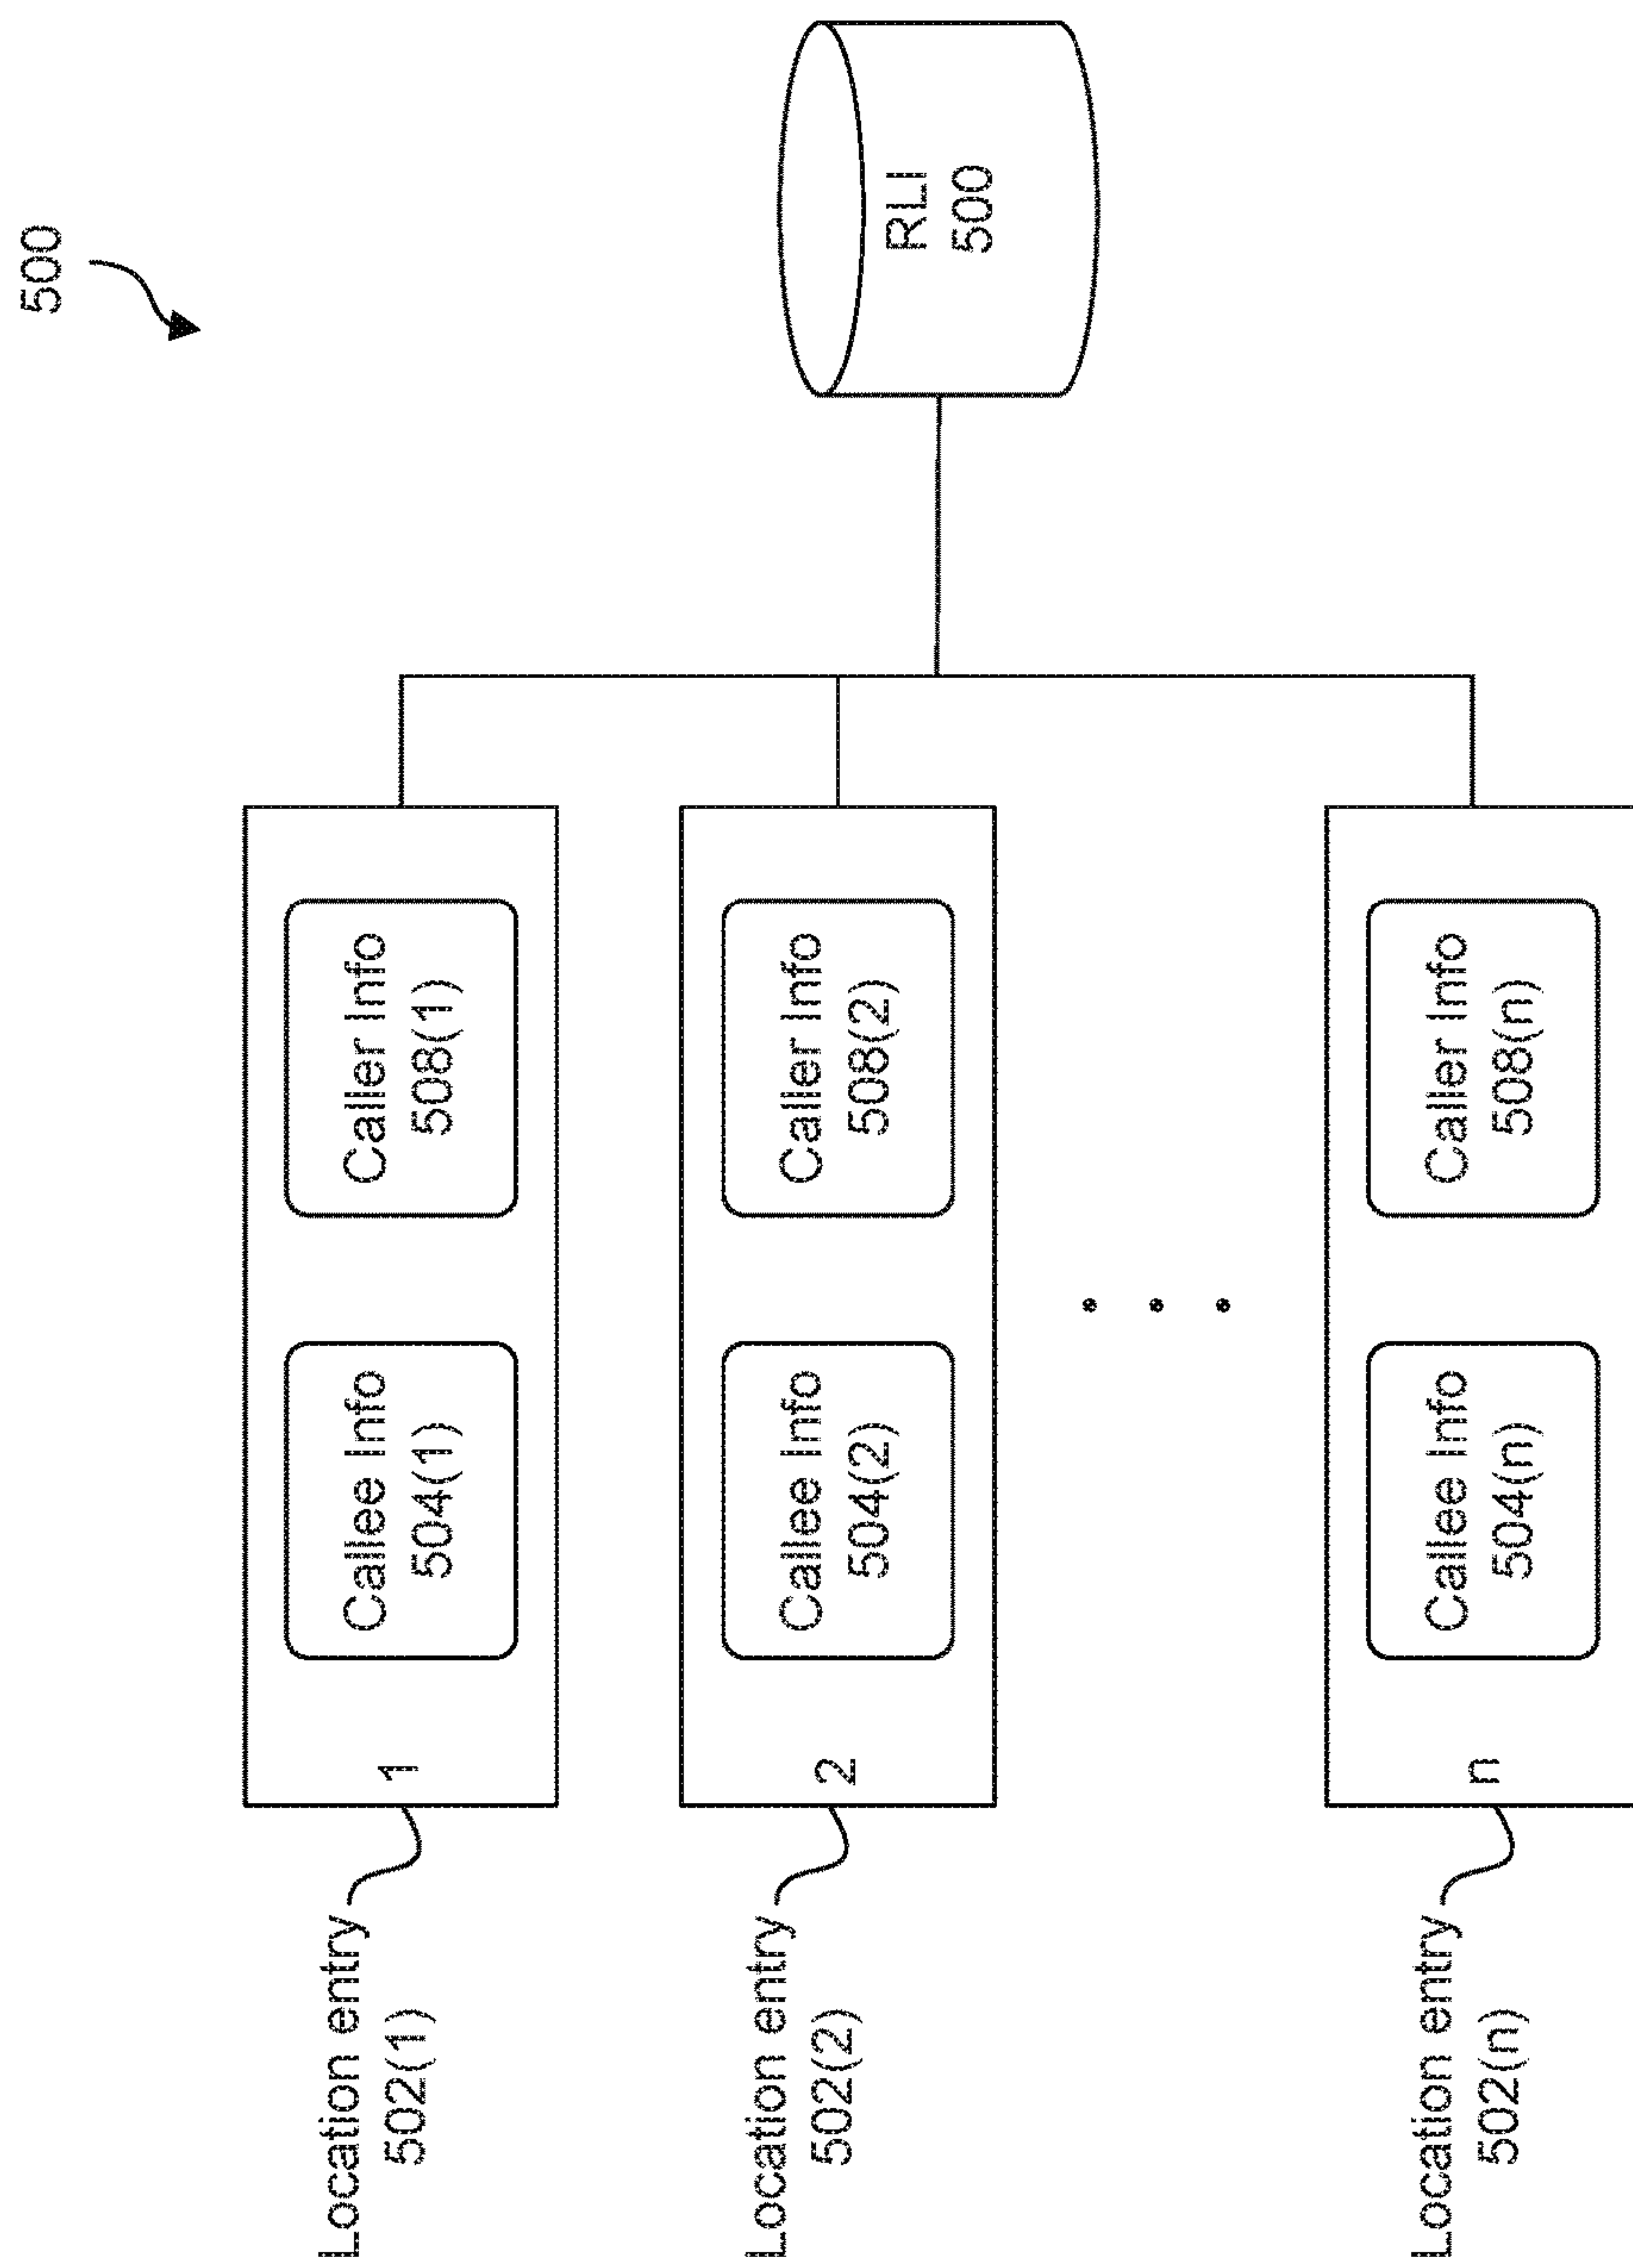 500
Location entry
502(1)
1
Callee Info
504(1)
Caller Info
508(1)
Location entry
502(2)
2
Callee Info
504(2)
Caller Info
508(2)
RLI
500
Location entry
502(n)
n
Callee Info
504(n)
Caller Info
508(n)